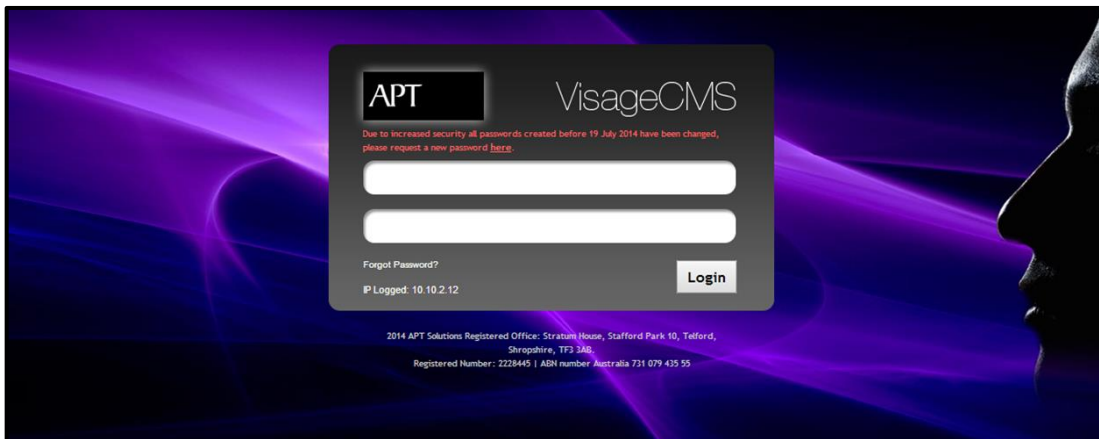 APT
VisageCMS
Due to increased security all passwords created before 19 July 2014 have been changed,
please request a new password here.
Forgot Password?
Login
IP Logged: 10.10.2.12
2014 APT Solutions Registered Office: Stratum House, Stafford Park 10, Telford,
Shropshire, TF3 3AB.
Registered Number: 2228445 | ABN number Australia 731 079 435 55